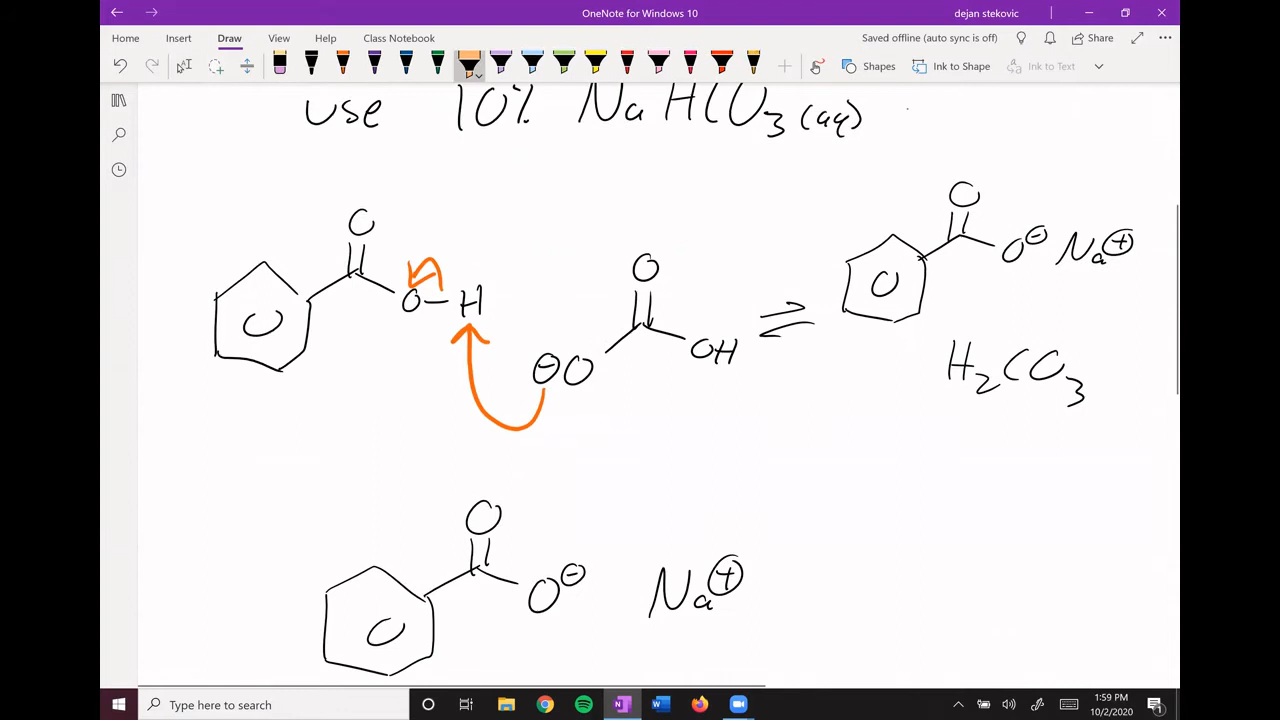 OneNote for Windows 10
dejan stekovic
Home Insert Draw View Help Class Notebook
Saved offline (auto sync is off)
Share
Shapes
Ink to Shape
Ink to Text
use 10% NaHCO3 (aq)
O
O-H
O
⊖O
OH
⇌
O
O⊖ Na⊕
H2CO3
O
O⊖ Na⊕
Type here to search
1:59 PM
10/2/2020